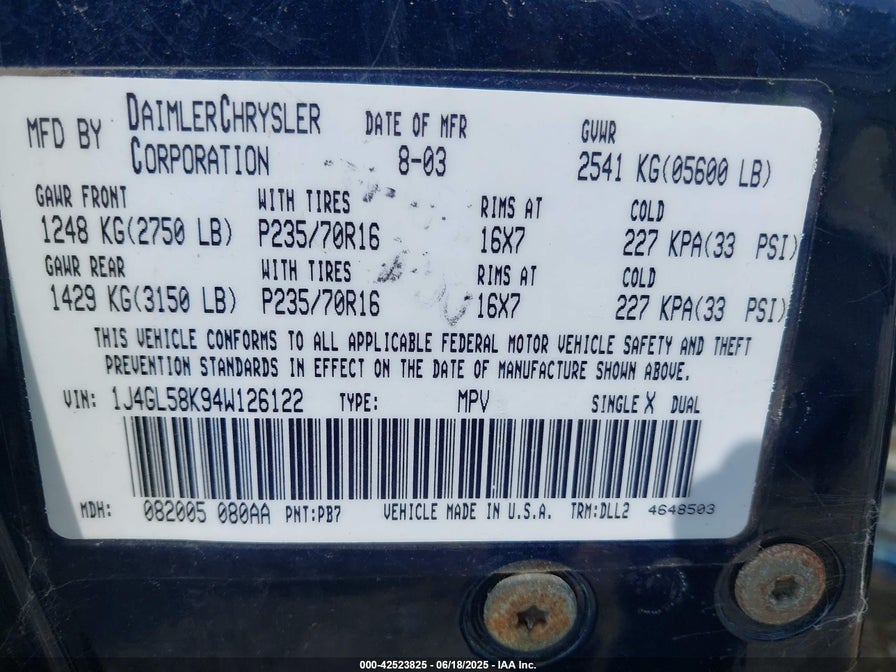 MFD BY DAIMLERCHRYSLER CORPORATION DATE OF MFR 8-03 GVWR 2541 KG(05600 LB)
GAWR FRONT WITH TIRES RIMS AT COLD
1248 KG(2750 LB) P235/70R16 16X7 227 KPA(33 PSI)
GAWR REAR WITH TIRES RIMS AT COLD
1429 KG(3150 LB) P235/70R16 16X7 227 KPA(33 PSI)
THIS VEHICLE CONFORMS TO ALL APPLICABLE FEDERAL MOTOR VEHICLE SAFETY AND THEFT
PREVENTION STANDARDS IN EFFECT ON THE DATE OF MANUFACTURE SHOWN ABOVE.
VIN: 1J4GL58K94W126122 TYPE: MPV SINGLE X DUAL
MDH: 082005 080AA PNT:PB7 VEHICLE MADE IN U.S.A. TRM:DLL2 4648503
000-42523825 - 06/18/2025 - IAA Inc.